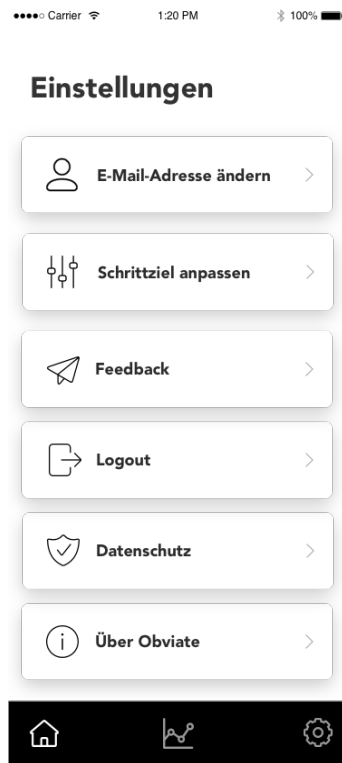 Carrier 1:20 PM 100%
Einstellungen
E-Mail-Adresse ändern
Schrittziel anpassen
Feedback
Logout
Datenschutz
Über Obviate